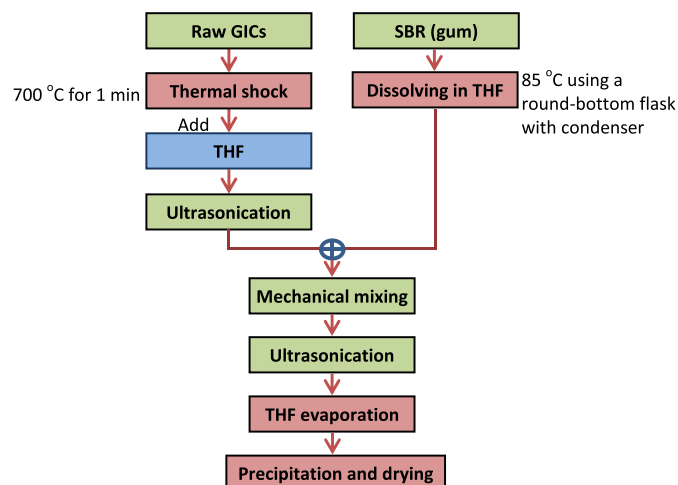 Raw GICs
SBR (gum)
700 °C for 1 min
Thermal shock
Dissolving in THF
85 °C using a
round-bottom flask
with condenser
Add
THF
Ultrasonication
Mechanical mixing
Ultrasonication
THF evaporation
Precipitation and drying